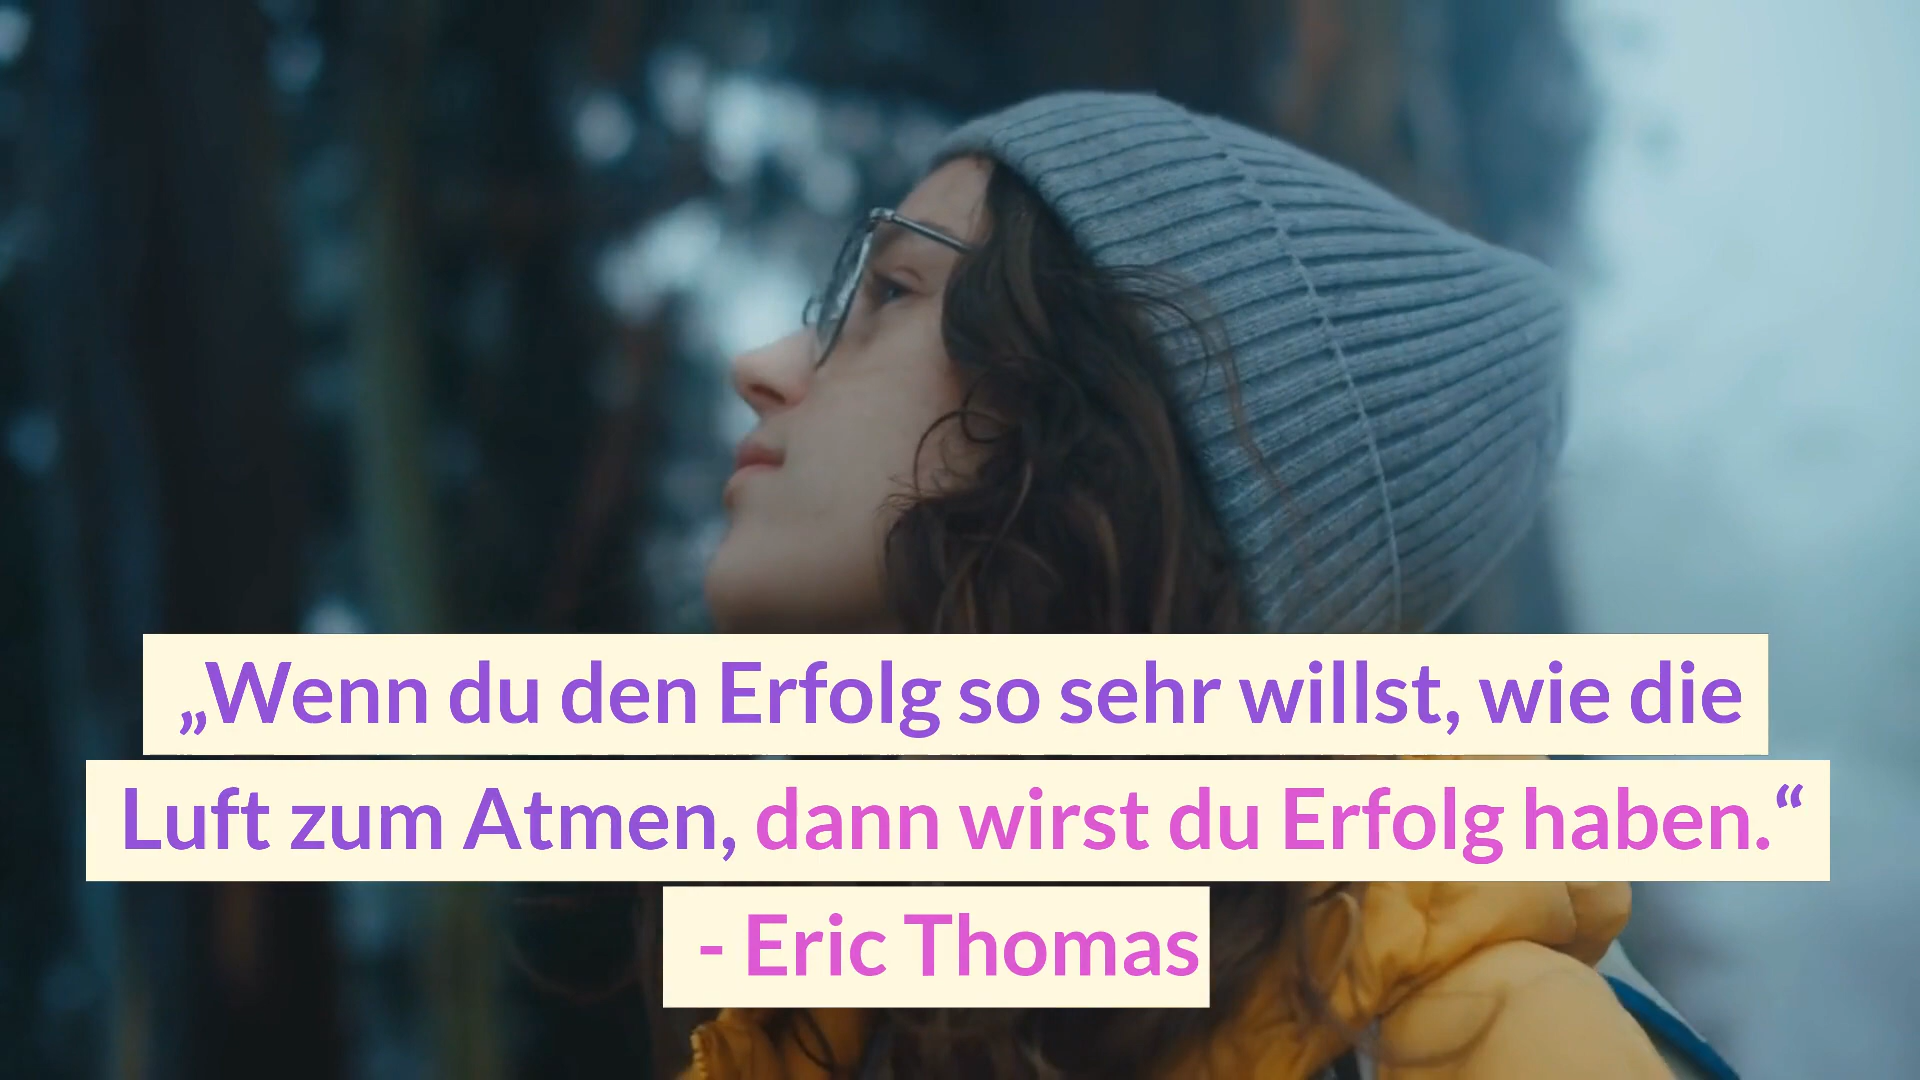 „Wenn du den Erfolg so sehr willst, wie die
Luft zum Atmen, dann wirst du Erfolg haben.“
- Eric Thomas